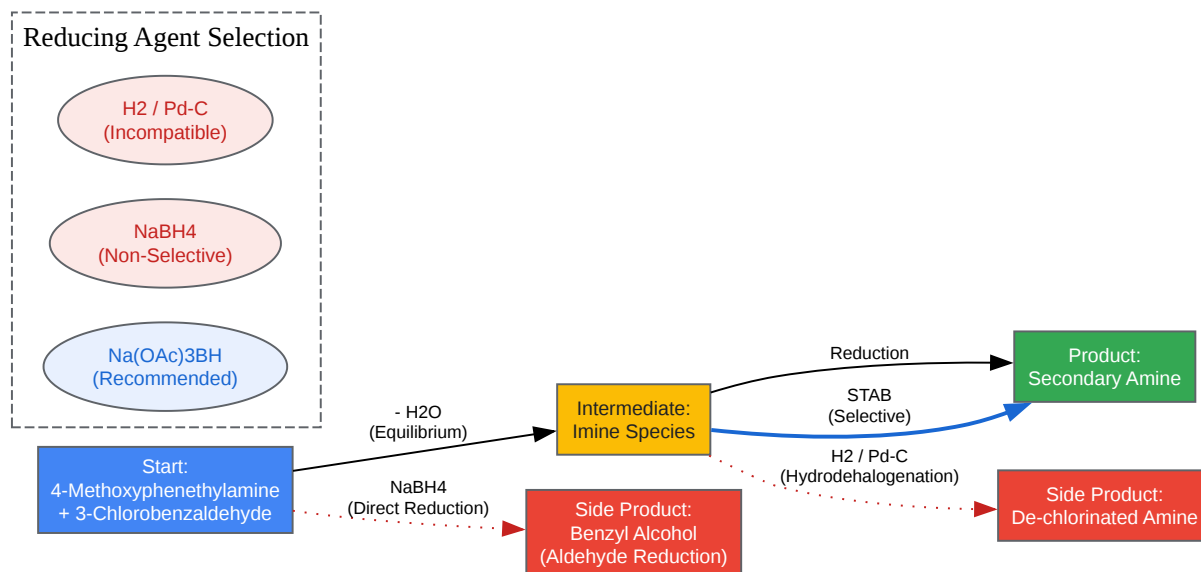 Reducing Agent Selection
H2 / Pd-C
(Incompatible)
NaBH4
(Non-Selective)
Na(OAc)3BH
(Recommended)
Start:
4-Methoxyphenethylamine
+ 3-Chlorobenzaldehyde
- H2O
(Equilibrium)
NaBH4
(Direct Reduction)
Intermediate:
Imine Species
Side Product:
Benzyl Alcohol
(Aldehyde Reduction)
Reduction
STAB
(Selective)
H2 / Pd-C
(Hydrodehalogenation)
Product:
Secondary Amine
Side Product:
De-chlorinated Amine